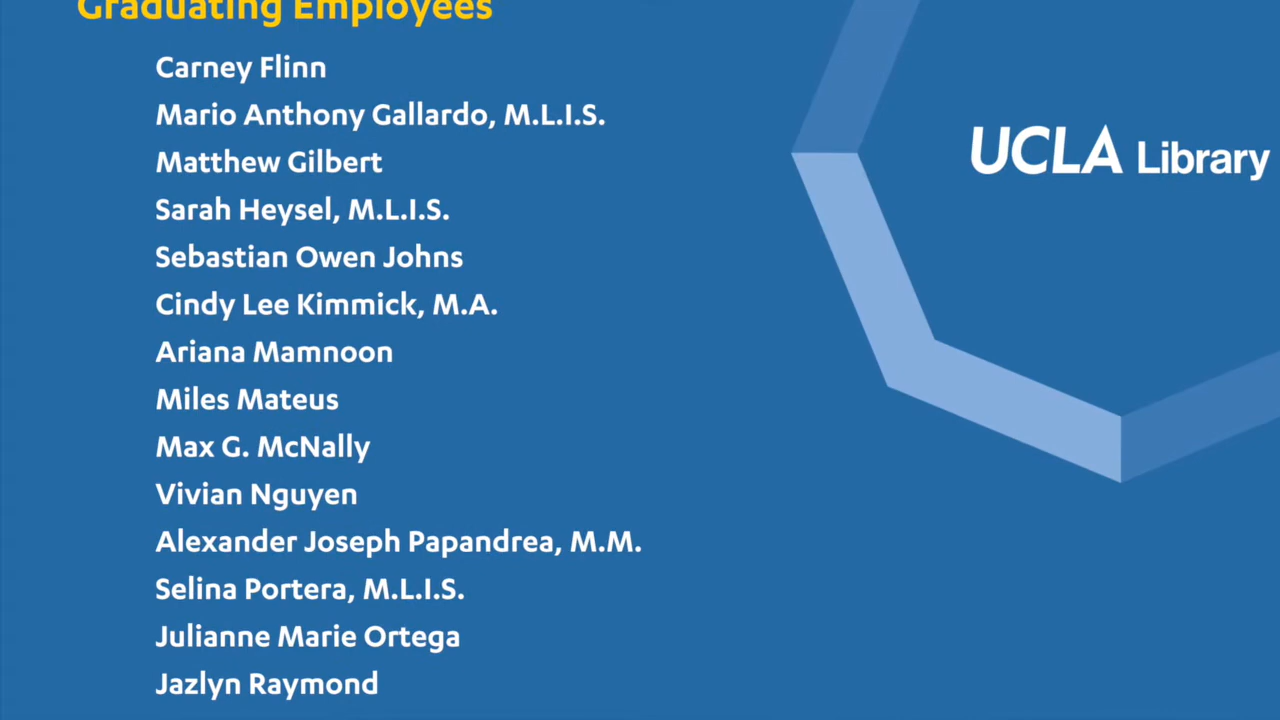 Graduating Employees
Carney Flinn
Mario Anthony Gallardo, M.L.I.S.
Matthew Gilbert
Sarah Heysel, M.L.I.S.
Sebastian Owen Johns
Cindy Lee Kimmick, M.A.
Ariana Mamnoon
Miles Mateus
Max G. McNally
Vivian Nguyen
Alexander Joseph Papandrea, M.M.
Selina Portera, M.L.I.S.
Julianne Marie Ortega
Jazlyn Raymond
UCLA Library